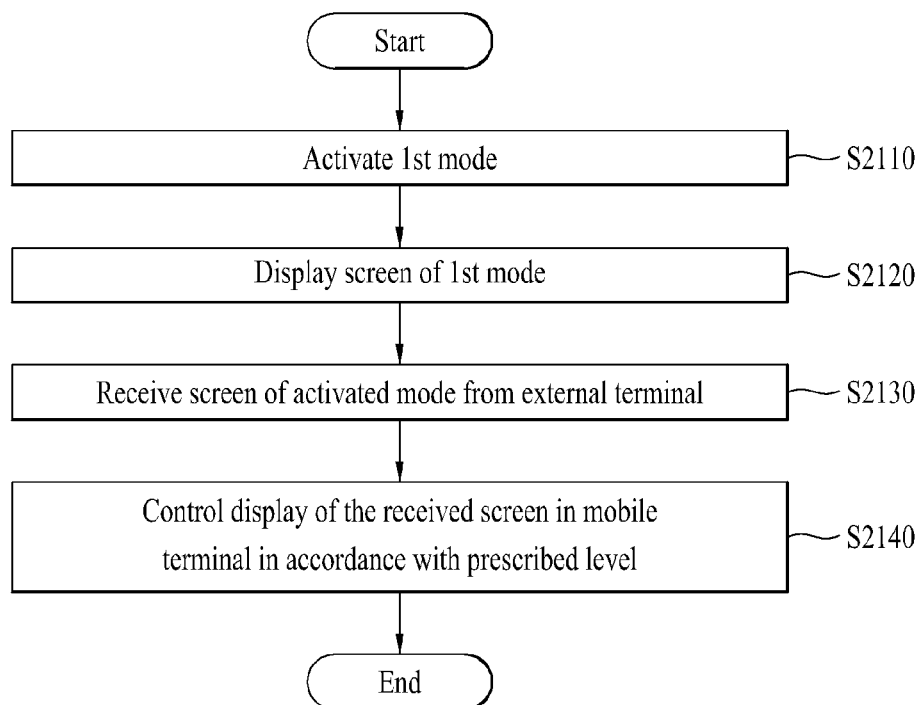 Start
Activate 1st mode
S2110
Display screen of 1st mode
S2120
Receive screen of activated mode from external terminal
S2130
Control display of the received screen in mobile
terminal in accordance with prescribed level
S2140
End